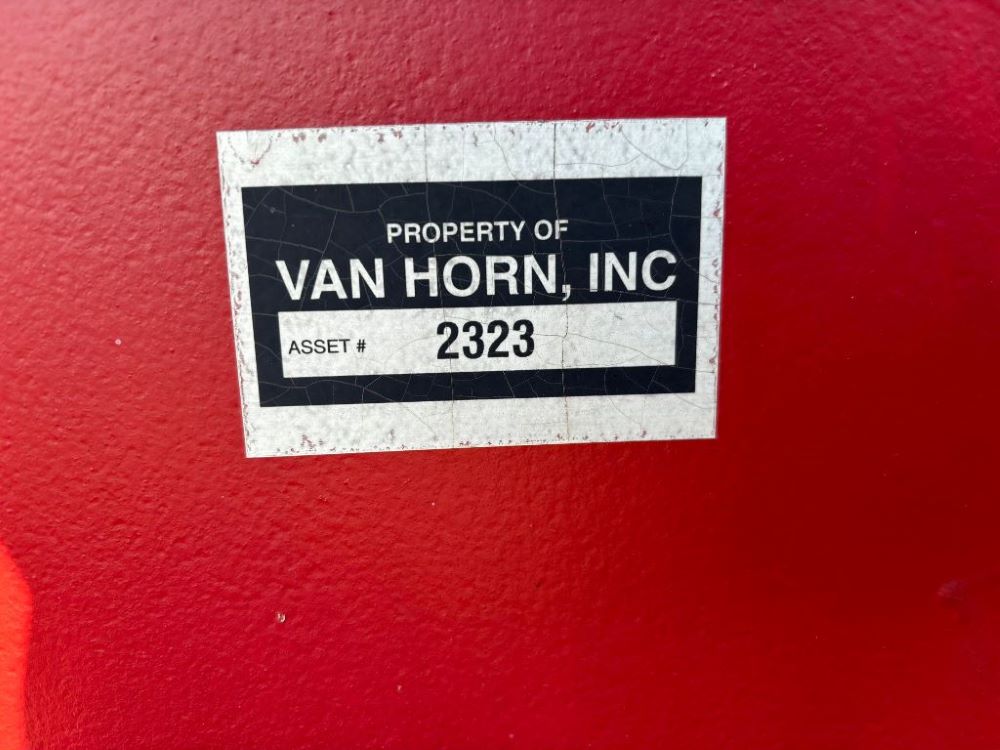 PROPERTY OF
VAN HORN, INC
ASSET # 2323